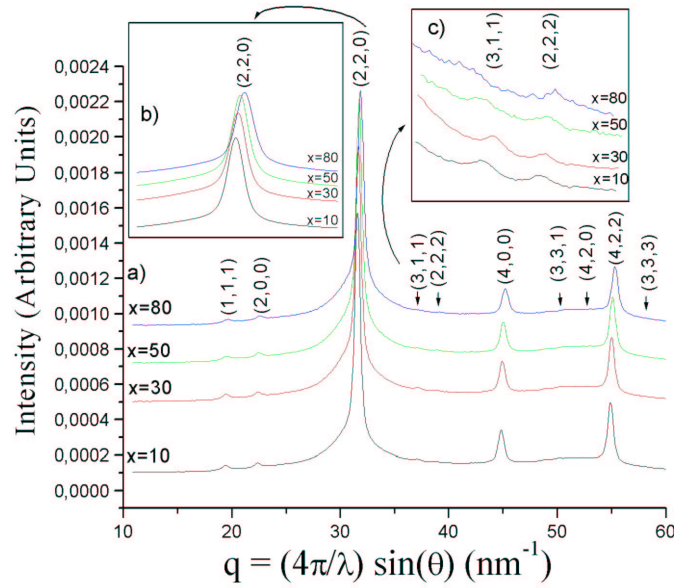 b)
(2,2,0)
x=80
x=50
x=30
x=10
(2,2,0)
c)
(3,1,1)
(2,2,2)
x=80
x=50
x=30
x=10
a)
(1,1,1)
(2,0,0)
(3,1,1)
(2,2,2)
(4,0,0)
(3,3,1)
(4,2,0)
(4,2,2)
(3,3,3)
x=80
x=50
x=30
x=10
Intensity (Arbitrary Units)
0,0024
0,0022
0,0020
0,0018
0,0016
0,0014
0,0012
0,0010
0,0008
0,0006
0,0004
0,0002
0,0000
10 20 30 40 50 60
q = (4π/λ) sin(θ) (nm⁻¹)